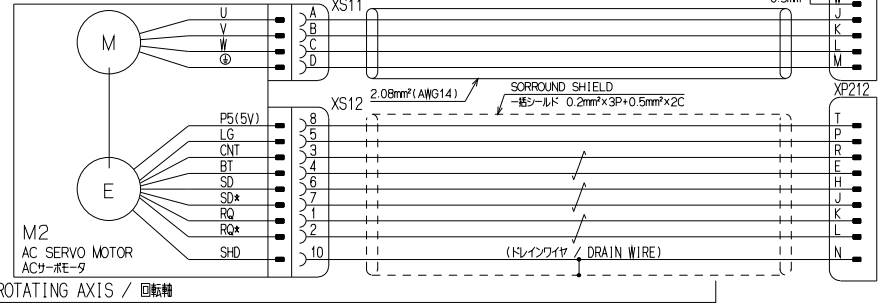 XS11
U A J
V B K
W C L
D M
M
2.08mm²(AWG14)
SORROUND SHIELD
一括シールド 0.2mm²×3P+0.5mm²×2C
XS12
XP212
P5(5V) 8 T
LG 5 P
CNT 3 R
BT 4 E
SD 6 H
SD* 7 J
RQ 1 K
RQ* 2 L
SHD 10 (ドレインワイヤ / DRAIN WIRE) N
E
M2
AC SERVO MOTOR
ACサーボモータ
ROTATING AXIS / 回転軸